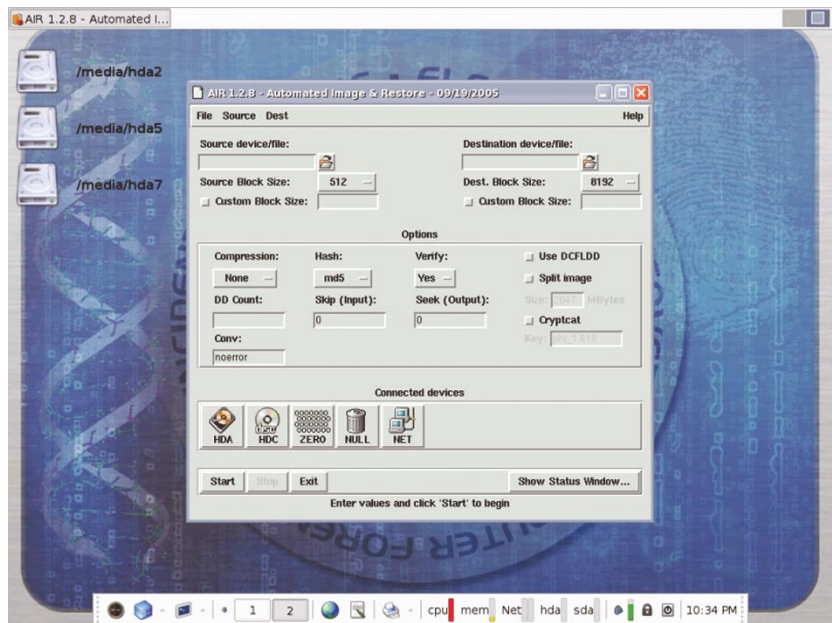 AIR 1.2.8 - Automated I...
/media/hda2
/media/hda5
/media/hda7
AIR 1.2.8 - Automated Image & Restore - 09/19/2005
File Source Dest Help
Source device/file: Destination device/file:
Source Block Size: 512 Dest. Block Size: 8192
Custom Block Size: Custom Block Size:
Options
Compression: Hash: Verify: Use DCFLDD
None md5 Yes Split image
DD Count: Skip (Input): Seek (Output): Size: 2047 MBytes
0 0 Cryptcat
Conv: Key:
noerror
Connected devices
HDA HDC ZERO NULL NET
Start Stop Exit Show Status Window...
Enter values and click 'Start' to begin
COMPUTER FORE
1 2 cpu mem Net hda sda 10:34 PM